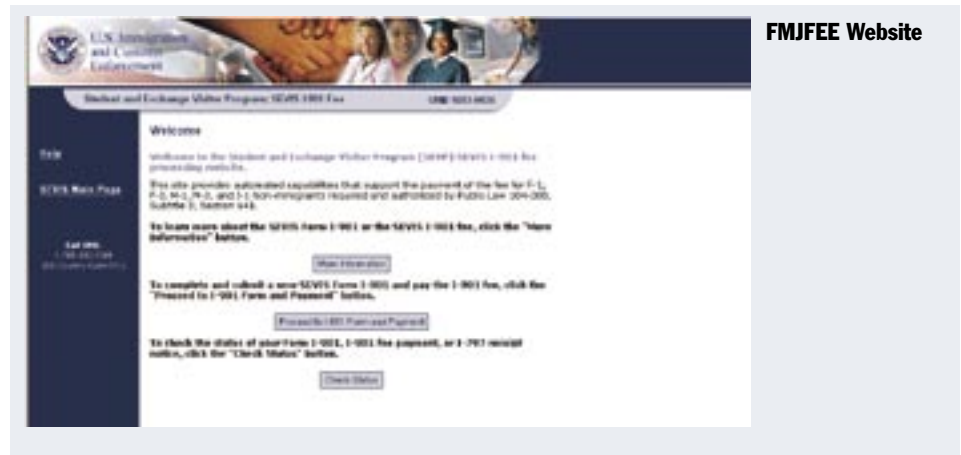 FMJFEE Website
U.S. Immigration
and Customs
Enforcement
Student and Exchange Visitor Program: SEVIS I-901 Fee
Welcome
Welcome to the Student and Exchange Visitor Program (SEVP) SEVIS I-901 fee
processing website.
This site provides automated capabilities that support the payment of the fee for F-1,
F-3, M-1, M-3, and J-1 non-immigrants required and authorized by Public Law 104-208,
Subtitle D, Section 641.
To learn more about the SEVIS Form I-901 or the SEVIS I-901 fee, click the "More
Information" button.
More Information
To complete and submit a new SEVIS Form I-901 and pay the I-901 fee, click the
"Proceed to I-901 Form and Payment" button.
Proceed to I-901 Form and Payment
To check the status of your Form I-901, I-901 fee payment, or I-797 receipt
notice, click the "Check Status" button.
Check Status
SEVIS Main Page